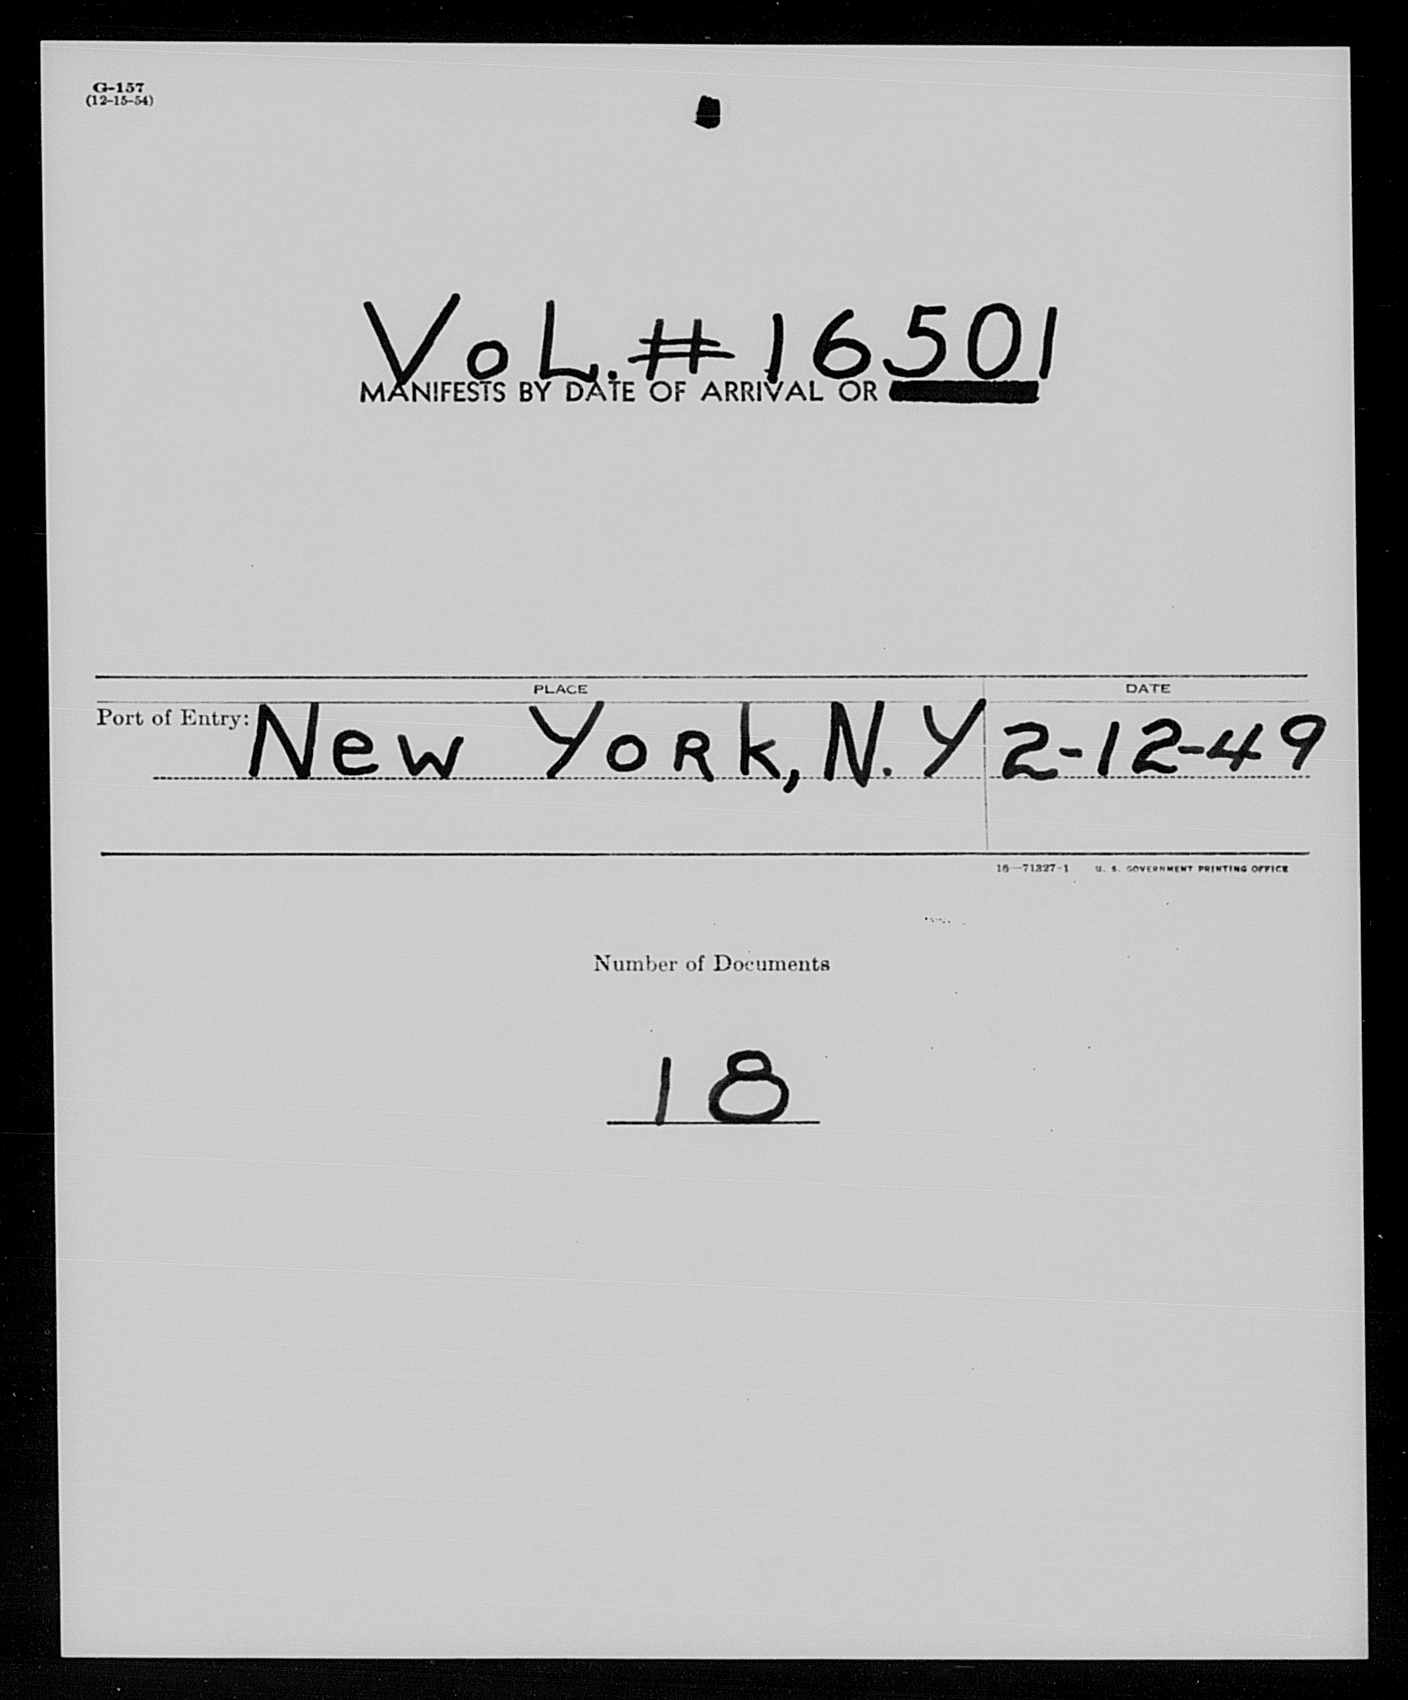 G-157
(12-15-54)
VOL. # 16501
MANIFESTS BY DATE OF ARRIVAL OR
PLACE DATE
Port of Entry: New York, N.Y 2-12-49
16—71327-1 U. S. GOVERNMENT PRINTING OFFICE
Number of Documents
18